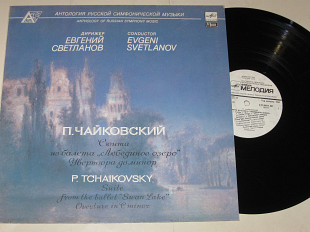 АНТОЛОГИЯ РУССКОЙ СИМФОНИЧЕСКОЙ МУЗЫКИ
ANTHOLOGY OF RUSSIAN SYMPHONY MUSIC
ДИРИЖЕР
ЕВГЕНИЙ
СВЕТЛАНОВ
CONDUCTOR
EVGENI
SVETLANOV
П. ЧАЙКОВСКИЙ
Сюита
из балета „Лебединое озеро“
Увертюра до минор
P. TCHAIKOVSKY
Suite
from the ballet "Swan Lake"
Overture in C minor
МЕЛОДИЯ